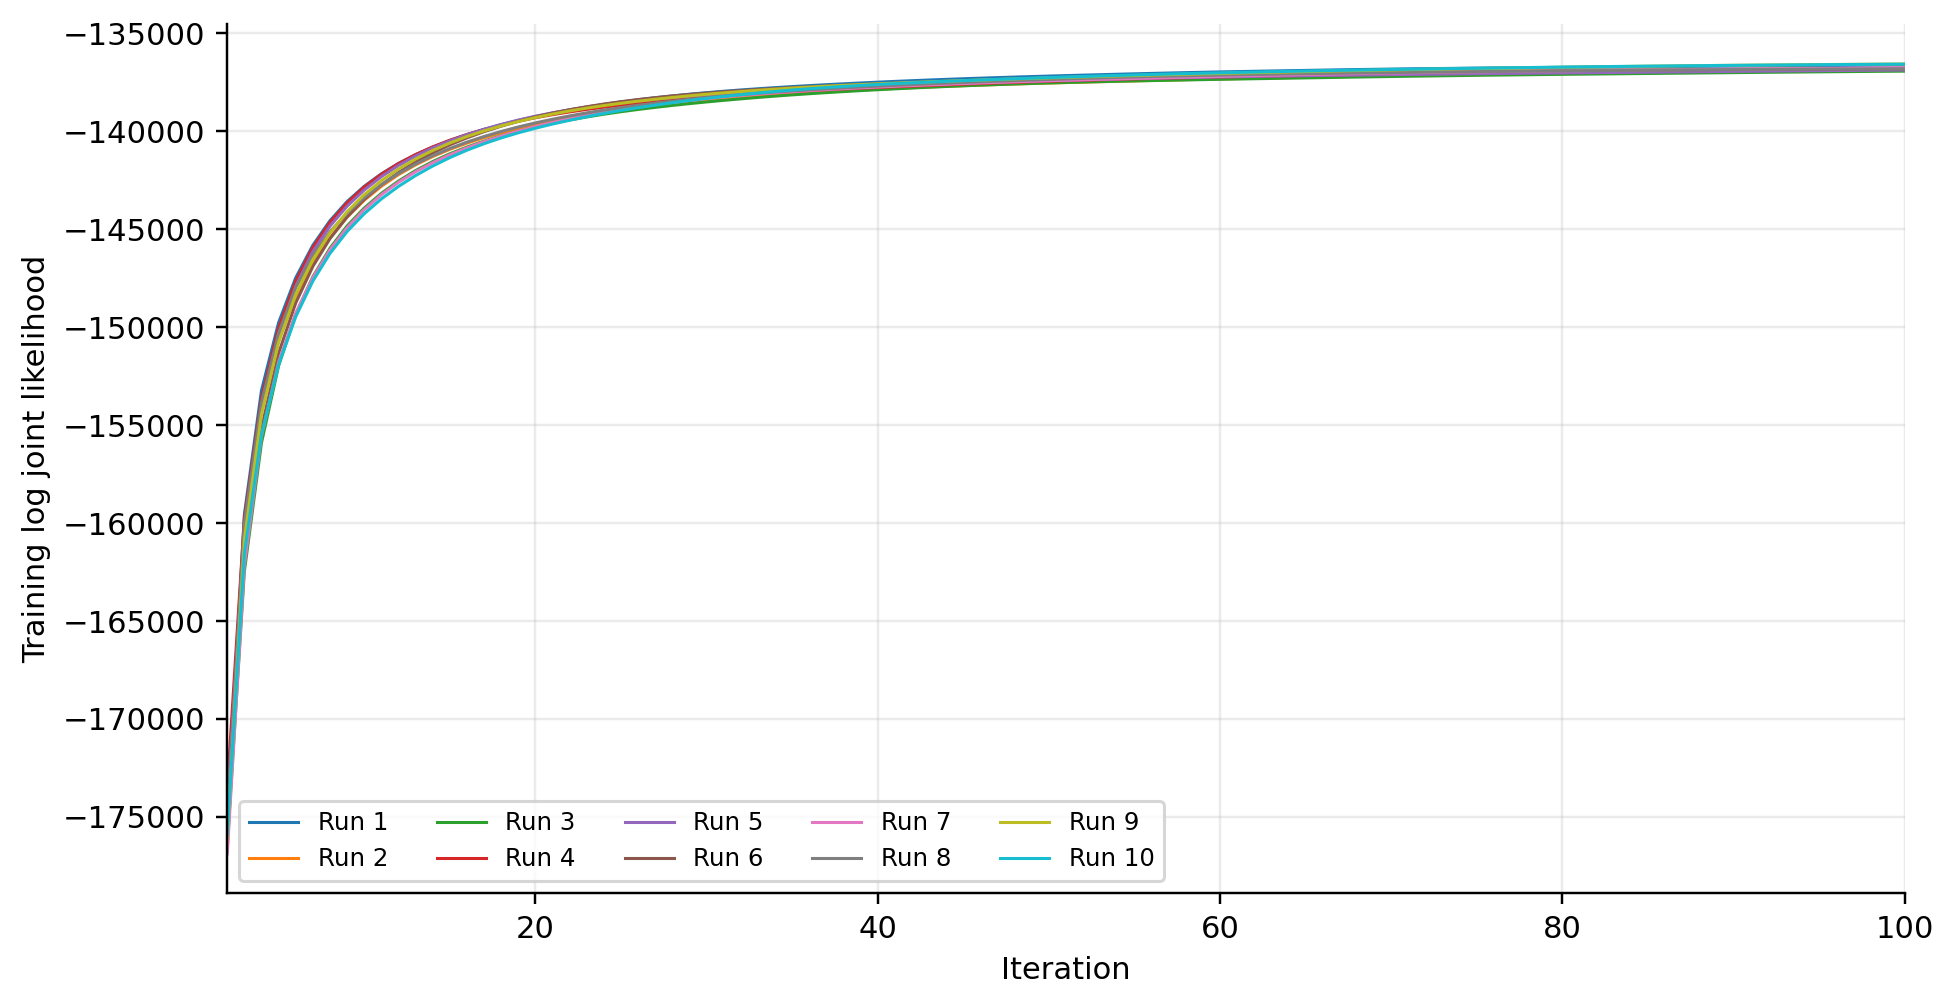 −135000
−140000
−145000
−150000
−155000
−160000
−165000
−170000
−175000
Training log joint likelihood
Run 1 Run 3 Run 5 Run 7 Run 9
Run 2 Run 4 Run 6 Run 8 Run 10
20 40 60 80 100
Iteration